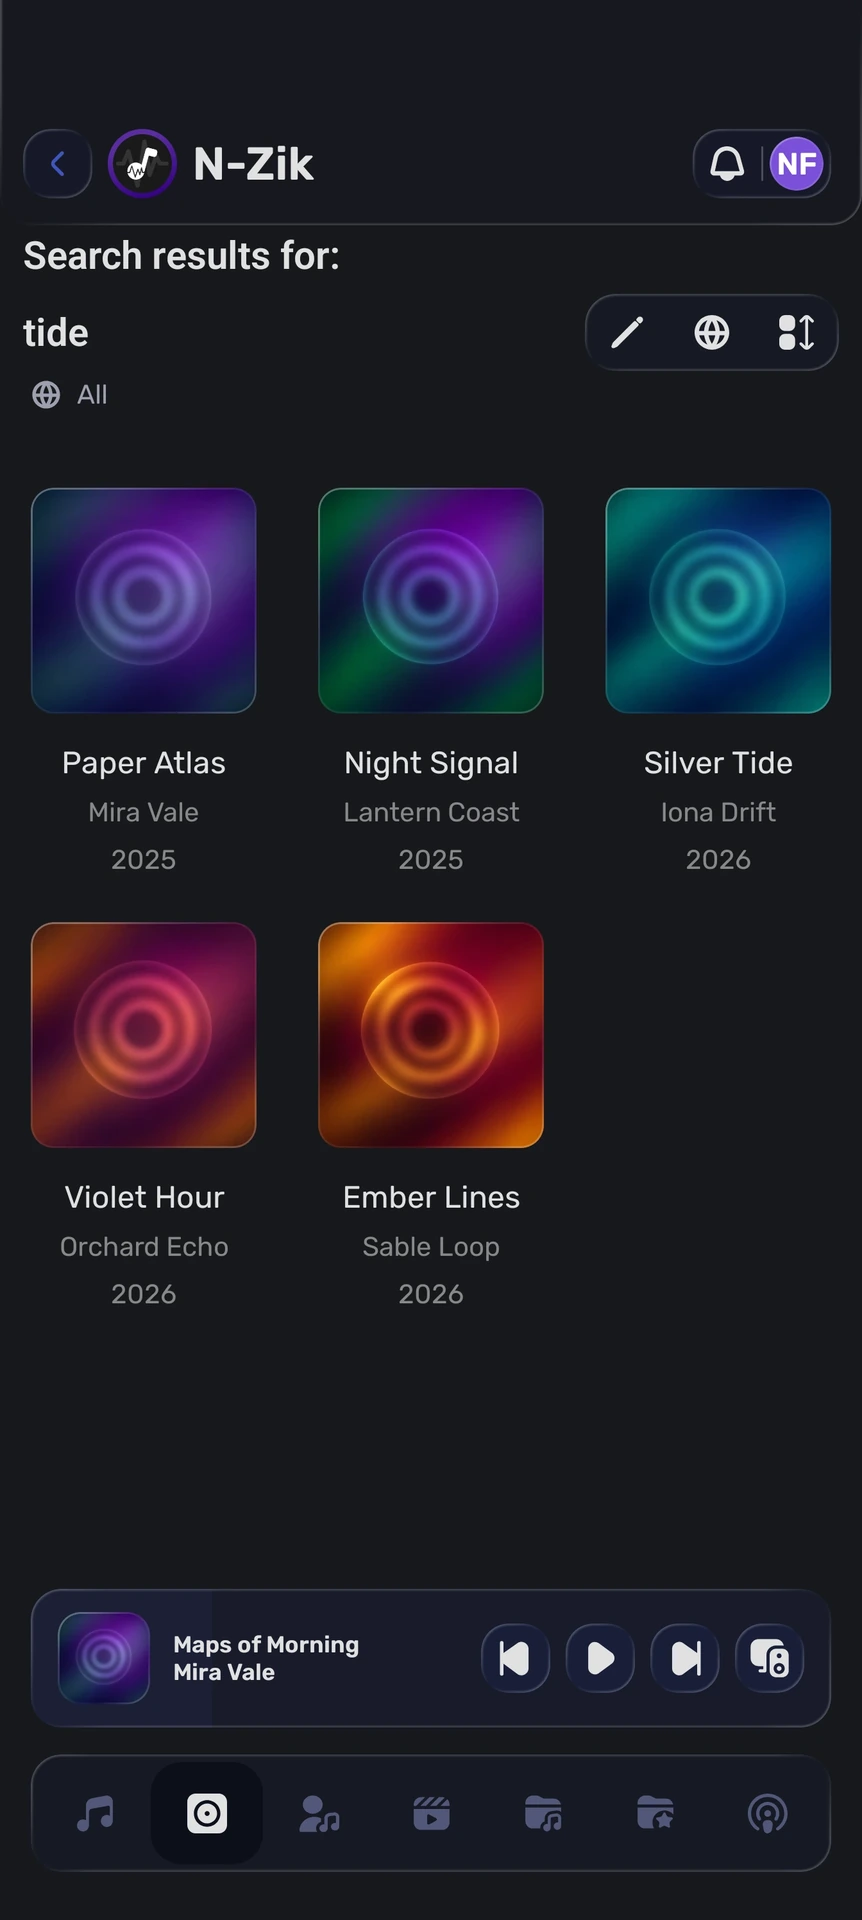 N-Zik
NF
Search results for:
tide
All
Paper Atlas
Mira Vale
2025
Night Signal
Lantern Coast
2025
Silver Tide
Iona Drift
2026
Violet Hour
Orchard Echo
2026
Ember Lines
Sable Loop
2026
Maps of Morning
Mira Vale